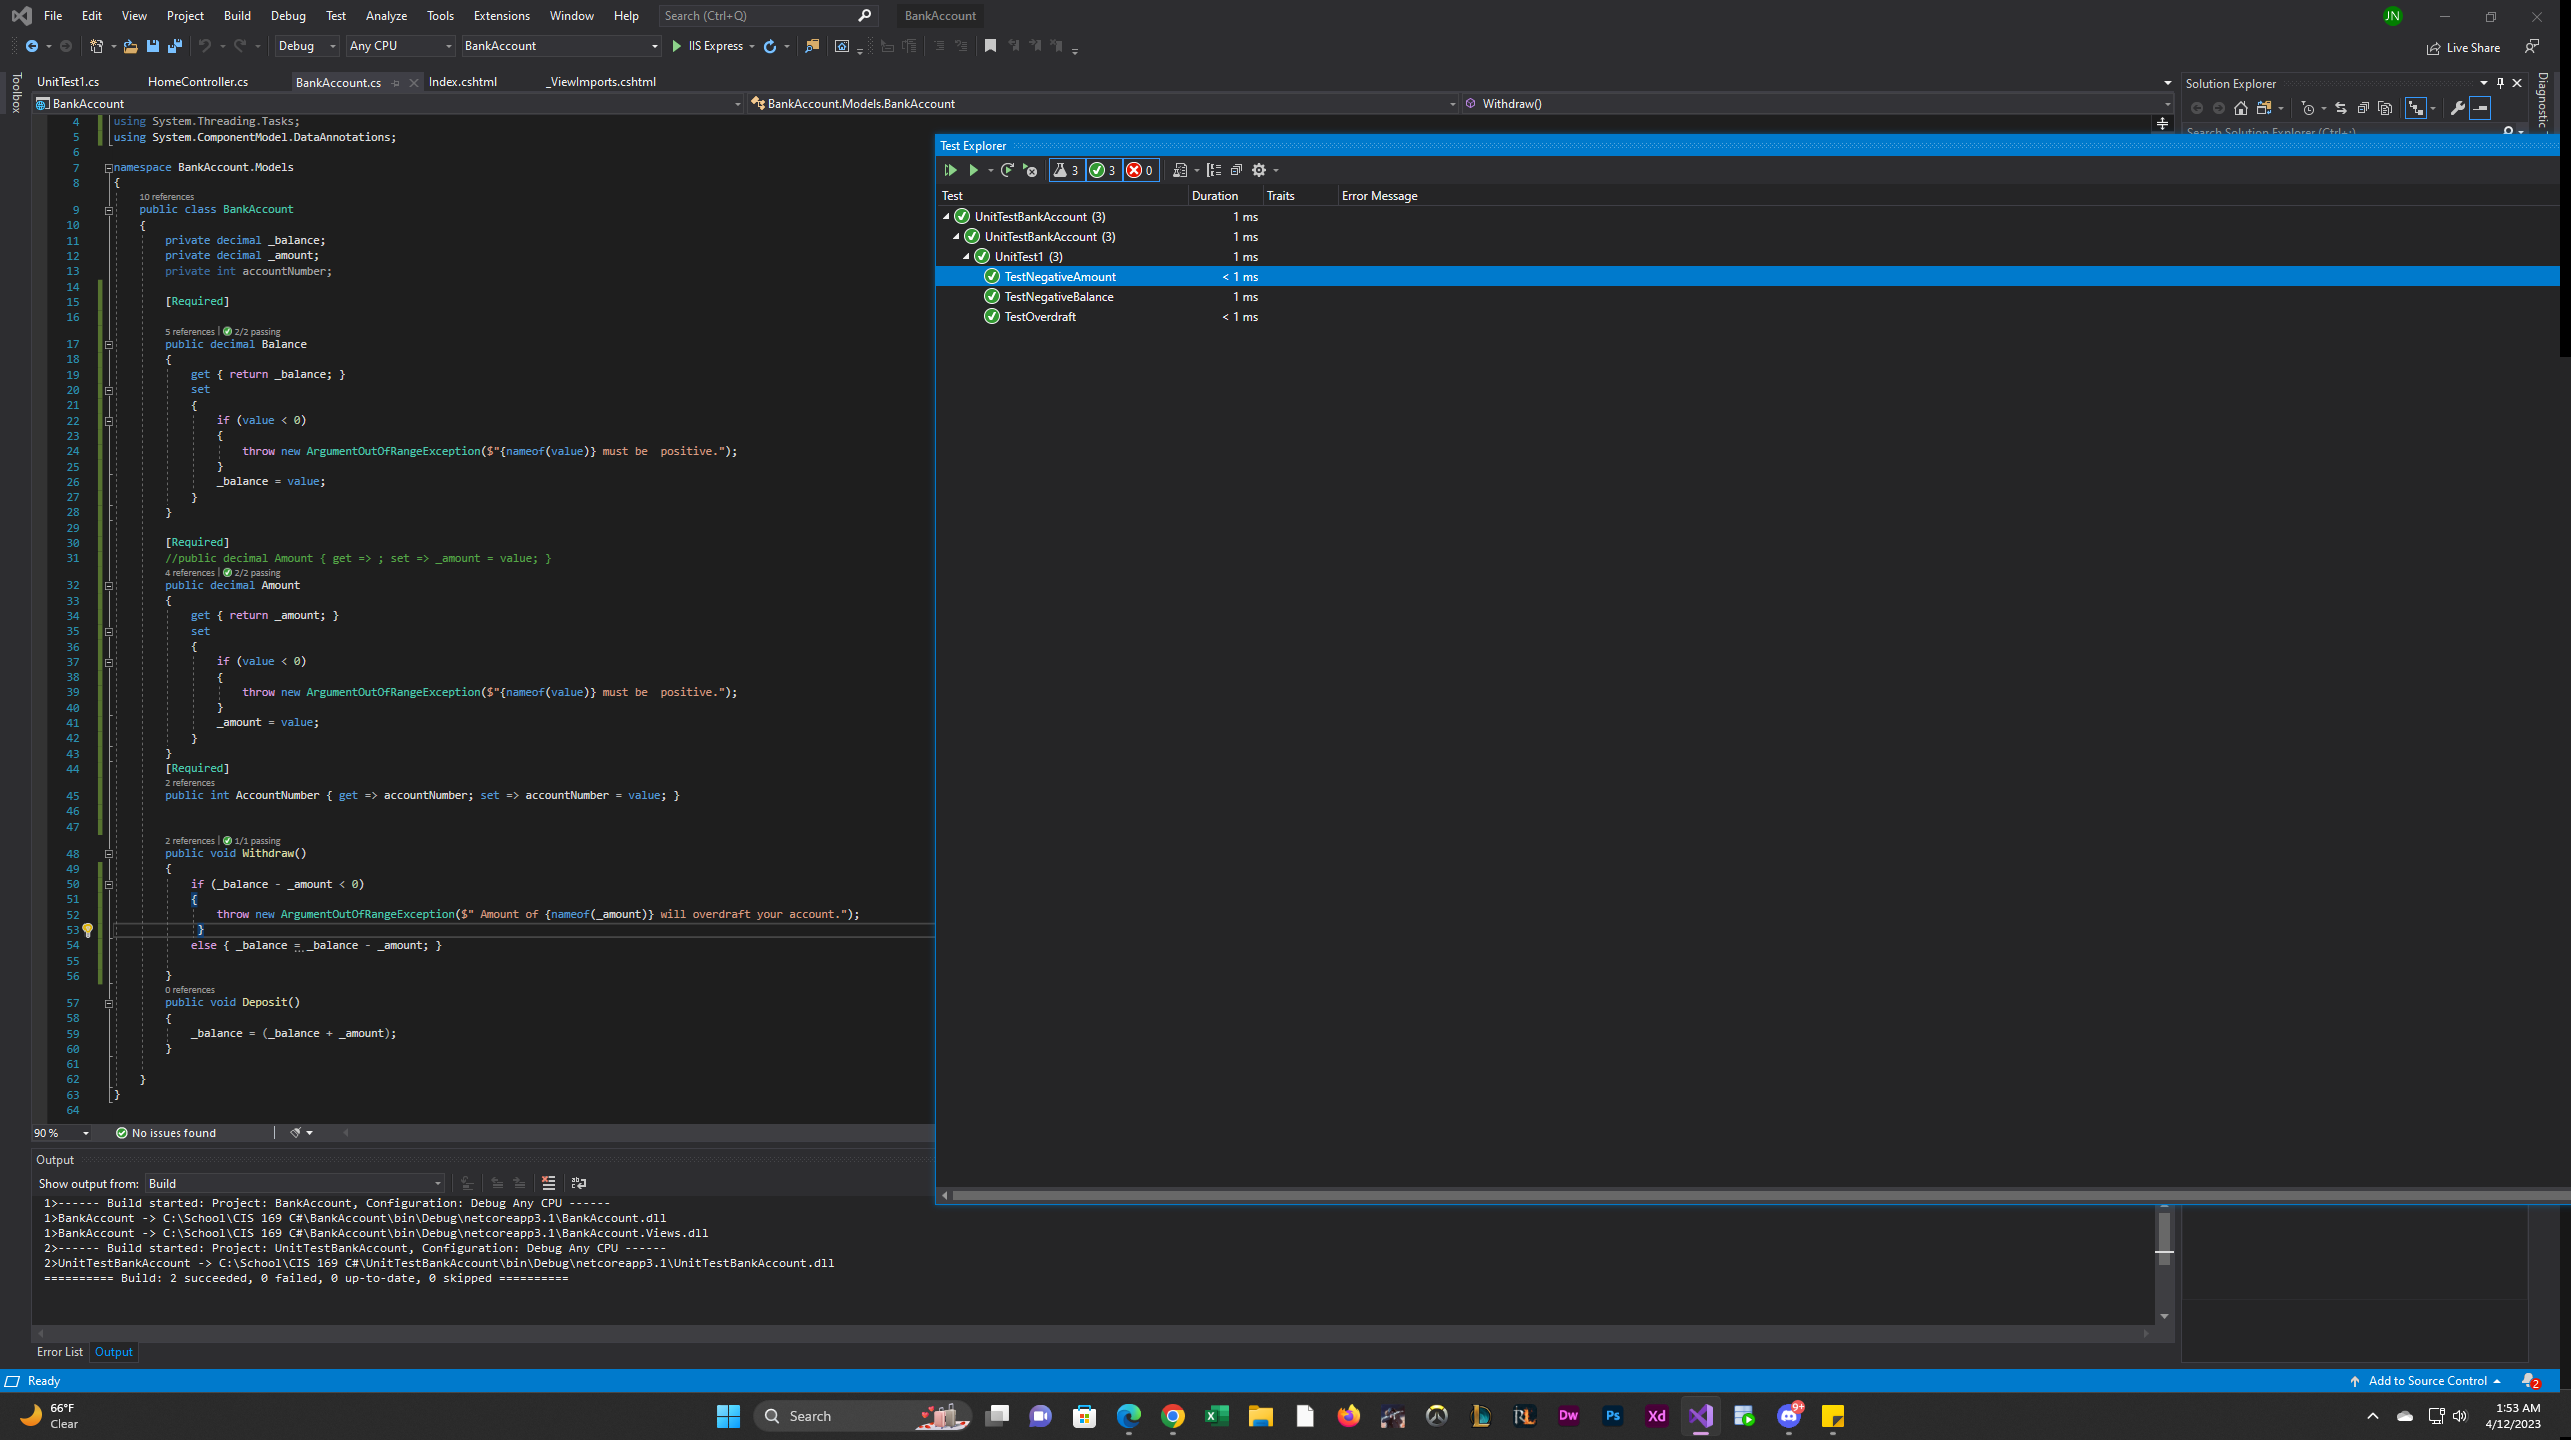 File Edit View Project Build Debug Test Analyze Tools Extensions Window Help Search (Ctrl+Q) BankAccount JN
Debug Any CPU BankAccount IIS Express Live Share
Toolbox
UnitTest1.cs HomeController.cs BankAccount.cs Index.cshtml _ViewImports.cshtml
BankAccount BankAccount.Models.BankAccount Withdraw()
4 using System.Threading.Tasks;
5 using System.ComponentModel.DataAnnotations;
6
7 namespace BankAccount.Models
8 {
10 references
9 public class BankAccount
10 {
11 private decimal _balance;
12 private decimal _amount;
13 private int accountNumber;
14
15 [Required]
16
5 references | 2/2 passing
17 public decimal Balance
18 {
19 get { return _balance; }
20 set
21 {
22 if (value < 0)
23 {
24 throw new ArgumentOutOfRangeException($"{nameof(value)} must be  positive.");
25 }
26 _balance = value;
27 }
28 }
29
30 [Required]
31 //public decimal Amount { get => ; set => _amount = value; }
4 references | 2/2 passing
32 public decimal Amount
33 {
34 get { return _amount; }
35 set
36 {
37 if (value < 0)
38 {
39 throw new ArgumentOutOfRangeException($"{nameof(value)} must be  positive.");
40 }
41 _amount = value;
42 }
43 }
44 [Required]
2 references
45 public int AccountNumber { get => accountNumber; set => accountNumber = value; }
46
47
2 references | 1/1 passing
48 public void Withdraw()
49 {
50 if (_balance - _amount < 0)
51 {
52 throw new ArgumentOutOfRangeException($" Amount of {nameof(_amount)} will overdraft your account.");
53 }
54 else { _balance = _balance - _amount; }
55
56 }
0 references
57 public void Deposit()
58 {
59 _balance = (_balance + _amount);
60 }
61
62 }
63 }
64
90 % No issues found
Output
Show output from: Build
1>------ Build started: Project: BankAccount, Configuration: Debug Any CPU ------
1>BankAccount -> C:\School\CIS 169 C#\BankAccount\bin\Debug\netcoreapp3.1\BankAccount.dll
1>BankAccount -> C:\School\CIS 169 C#\BankAccount\bin\Debug\netcoreapp3.1\BankAccount.Views.dll
2>------ Build started: Project: UnitTestBankAccount, Configuration: Debug Any CPU ------
2>UnitTestBankAccount -> C:\School\CIS 169 C#\UnitTestBankAccount\bin\Debug\netcoreapp3.1\UnitTestBankAccount.dll
========== Build: 2 succeeded, 0 failed, 0 up-to-date, 0 skipped ==========
Error List Output
Test Explorer
3 3 0
Test Duration Traits Error Message
UnitTestBankAccount (3) 1 ms
UnitTestBankAccount (3) 1 ms
UnitTest1 (3) 1 ms
TestNegativeAmount < 1 ms
TestNegativeBalance 1 ms
TestOverdraft < 1 ms
Solution Explorer
Search Solution Explorer (Ctrl+;)
Diagnostic
Ready Add to Source Control 2
66°F
Clear
Search
Dw Ps Xd 9+
1:53 AM
4/12/2023